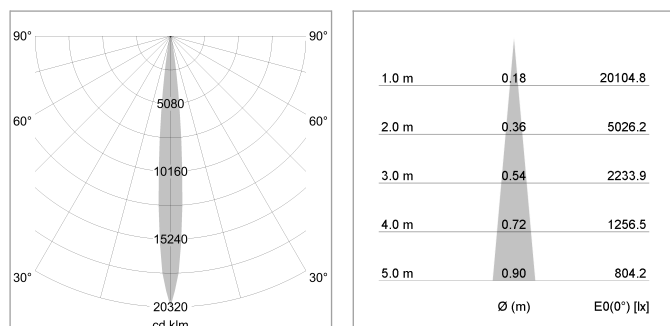 90°
90°
5080
60°
60°
10160
15240
30°
30°
20320
cd klm
1.0 m 0.18 20104.8
2.0 m 0.36 5026.2
3.0 m 0.54 2233.9
4.0 m 0.72 1256.5
5.0 m 0.90 804.2
Ø (m) E0(0°) [lx]